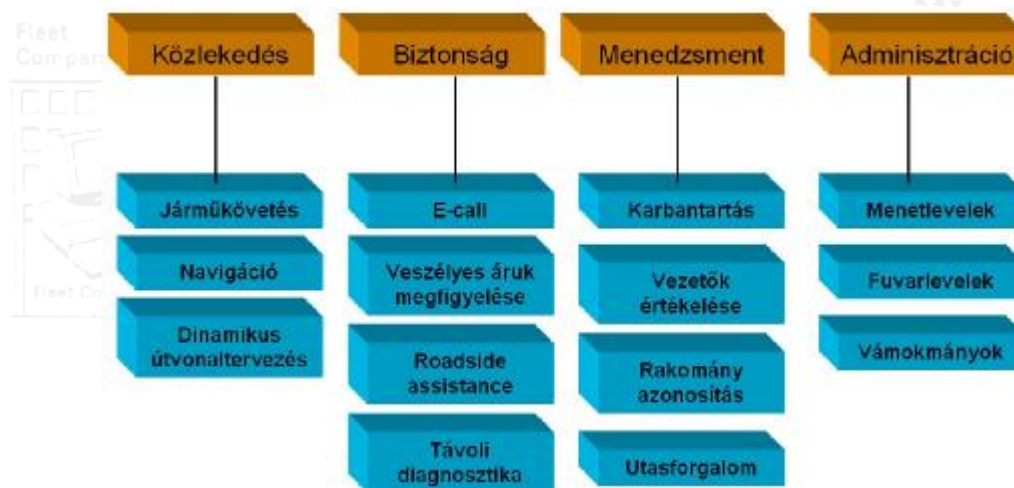 Fleet
Közlekedés
Biztonság
Menedzsment
Adminisztráció
Járműkövetés
E-call
Karbantartás
Menetlevelek
Navigáció
Veszélyes áruk
megfigyelése
Vezetők
értékelése
Fuvarlevelek
Dinamikus
útvonaltervezés
Roadside
assistance
Rakomány
azonosítás
Vámokmányok
Távoli
diagnosztika
Utasforgalom